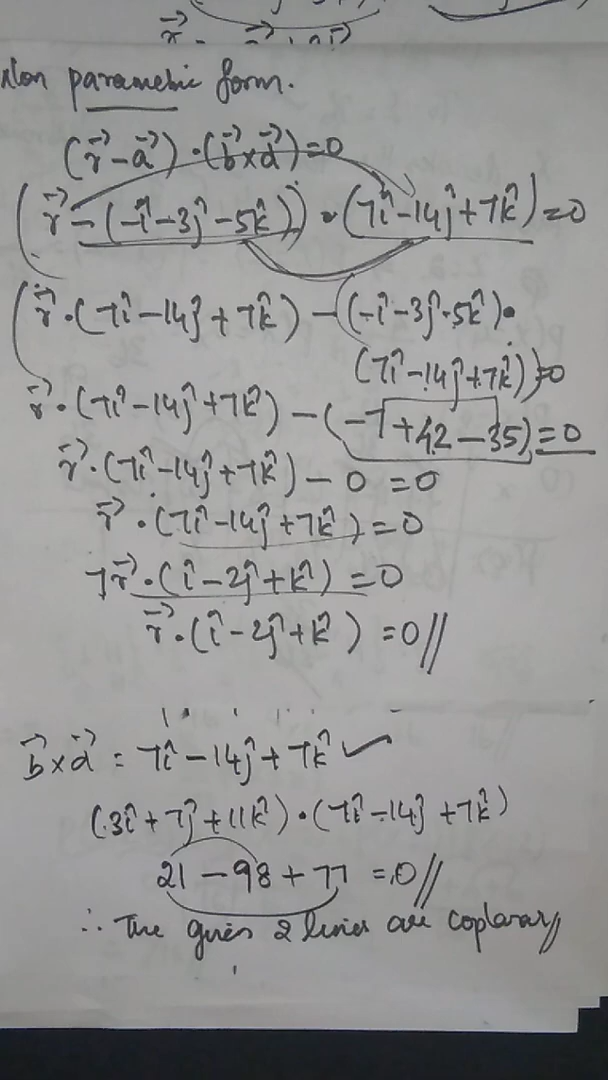 Non parametric form.
(r⃗ - a⃗) · (b⃗ × d⃗) = 0
(r⃗ - (-î - 3ĵ - 5k̂)) · (7î - 14ĵ + 7k̂) = 0
(r⃗ · (7î - 14ĵ + 7k̂) - (-î - 3ĵ - 5k̂) ·
(7î - 14ĵ + 7k̂)) = 0
r⃗ · (7î - 14ĵ + 7k̂) - (-7 + 42 - 35) = 0
r⃗ · (7î - 14ĵ + 7k̂) - 0 = 0
r⃗ · (7î - 14ĵ + 7k̂) = 0
7r⃗ · (î - 2ĵ + k̂) = 0
r⃗ · (î - 2ĵ + k̂) = 0//
b⃗ × d⃗ = 7î - 14ĵ + 7k̂ ✓
(3î + 7ĵ + 11k̂) · (7î - 14ĵ + 7k̂)
21 - 98 + 77 = 0//
∴ The given 2 lines are coplanar//